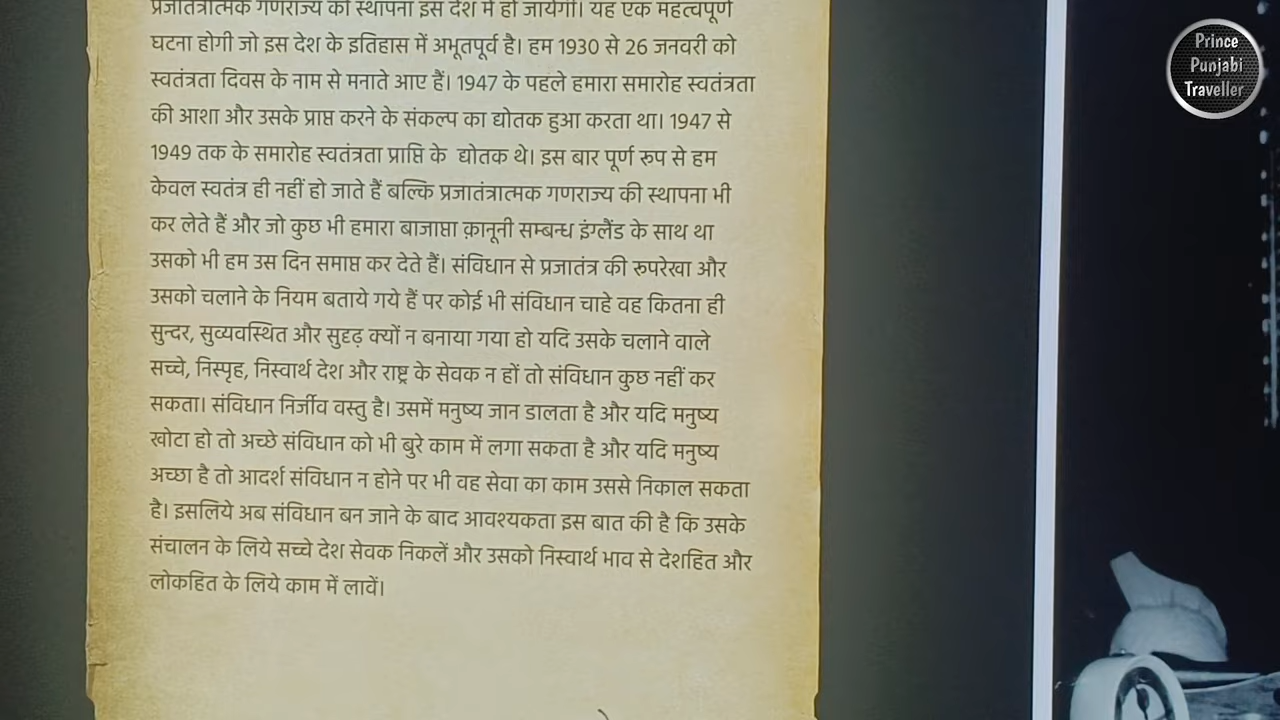 प्रजातंत्रात्मक गणराज्य की स्थापना इस देश में हो जायेगी। यह एक महत्वपूर्ण
घटना होगी जो इस देश के इतिहास में अभूतपूर्व है। हम 1930 से 26 जनवरी को
स्वतंत्रता दिवस के नाम से मनाते आए हैं। 1947 के पहले हमारा समारोह स्वतंत्रता
की आशा और उसके प्राप्त करने के संकल्प का द्योतक हुआ करता था। 1947 से
1949 तक के समारोह स्वतंत्रता प्राप्ति के द्योतक थे। इस बार पूर्ण रूप से हम
केवल स्वतंत्र ही नहीं हो जाते हैं बल्कि प्रजातंत्रात्मक गणराज्य की स्थापना भी
कर लेते हैं और जो कुछ भी हमारा बाजाप्ता क़ानूनी सम्बन्ध इंग्लैंड के साथ था
उसको भी हम उस दिन समाप्त कर देते हैं। संविधान से प्रजातंत्र की रूपरेखा और
उसको चलाने के नियम बताये गये हैं पर कोई भी संविधान चाहे वह कितना ही
सुन्दर, सुव्यवस्थित और सुदृढ़ क्यों न बनाया गया हो यदि उसके चलाने वाले
सच्चे, निस्पृह, निस्वार्थ देश और राष्ट्र के सेवक न हों तो संविधान कुछ नहीं कर
सकता। संविधान निर्जीव वस्तु है। उसमें मनुष्य जान डालता है और यदि मनुष्य
खोटा हो तो अच्छे संविधान को भी बुरे काम में लगा सकता है और यदि मनुष्य
अच्छा है तो आदर्श संविधान न होने पर भी वह सेवा का काम उससे निकाल सकता
है। इसलिये अब संविधान बन जाने के बाद आवश्यकता इस बात की है कि उसके
संचालन के लिये सच्चे देश सेवक निकलें और उसको निस्वार्थ भाव से देशहित और
लोकहित के लिये काम में लावें।
Prince
Punjabi
Traveller